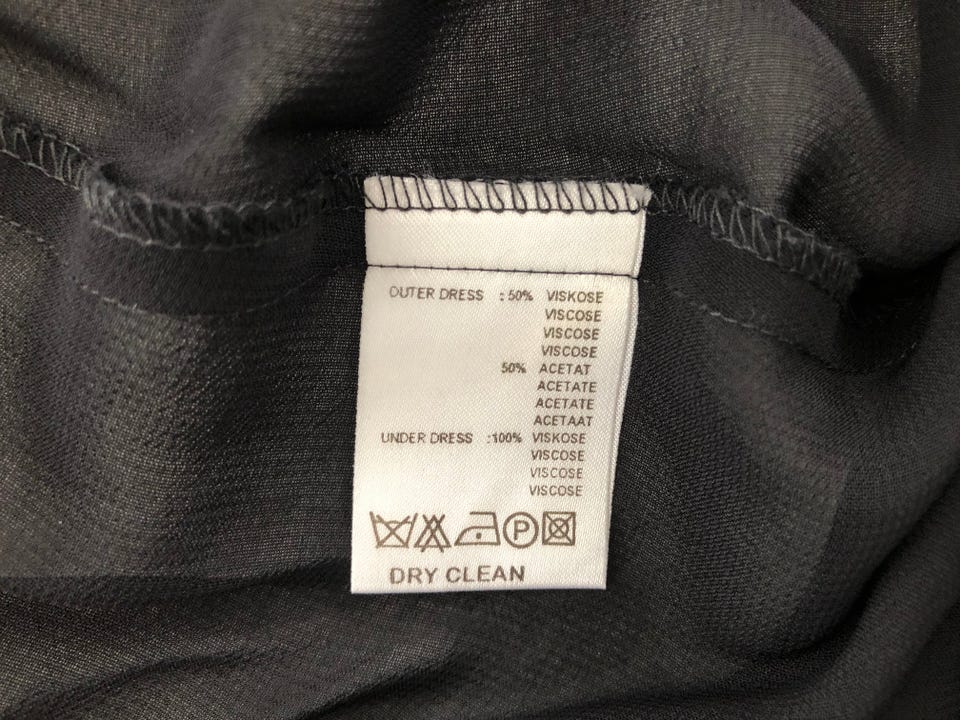 OUTER DRESS : 50% VISKOSE
VISCOSE
VISCOSE
VISCOSE
50% ACETAT
ACETATE
ACETATE
ACETAAT
UNDER DRESS :100% VISKOSE
VISCOSE
VISCOSE
VISCOSE
P
DRY CLEAN